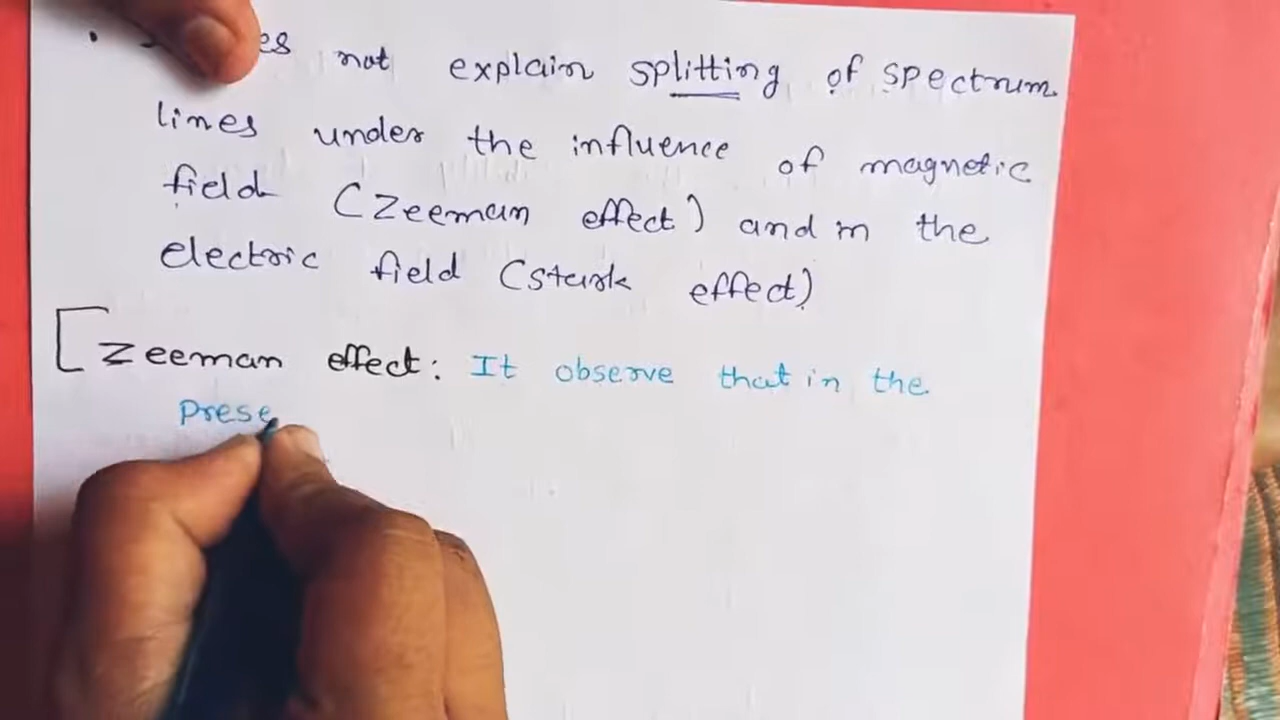 not explain splitting of spectrum
lines under the influence of magnetic
field (Zeeman effect) and in the
electric field (stark effect)
[Zeeman effect: It observe that in the
prese